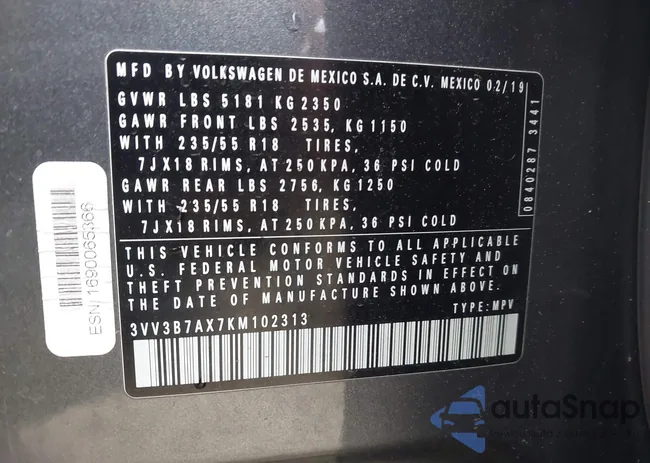 MFD BY VOLKSWAGEN DE MEXICO S.A. DE C.V. MEXICO 02/19
GVWR LBS 5181 KG 2350
GAWR FRONT LBS 2535, KG 1150
WITH 235/55 R18 TIRES,
7JX18 RIMS, AT 250KPA, 36 PSI COLD
GAWR REAR LBS 2756, KG 1250
WITH 235/55 R18 TIRES,
7JX18 RIMS, AT 250KPA, 36 PSI COLD
THIS VEHICLE CONFORMS TO ALL APPLICABLE
U.S. FEDERAL MOTOR VEHICLE SAFETY AND
THEFT PREVENTION STANDARDS IN EFFECT ON
THE DATE OF MANUFACTURE SHOWN ABOVE.
3VV3B7AX7KM102313 TYPE: MPV
0840287 3441
ESN/1690065366
autoSnap